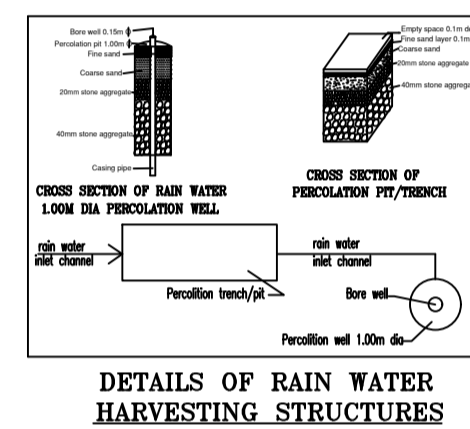 Bore well 0.15m ϕ
Percolation pit 1.00m ϕ
Fine sand
Coarse sand
20mm stone aggregate
40mm stone aggregate
Casing pipe
CROSS SECTION OF RAIN WATER
1.00M DIA PERCOLATION WELL
Empty space 0.1m de
Fine sand layer 0.1m
Coarse sand
20mm stone aggregate
40mm stone aggrega
CROSS SECTION OF
PERCOLATION PIT/TRENCH
rain water
inlet channel
Percolition trench/pit
rain water
inlet channel
Bore well
Percolition well 1.00m dia
DETAILS OF RAIN WATER
HARVESTING STRUCTURES